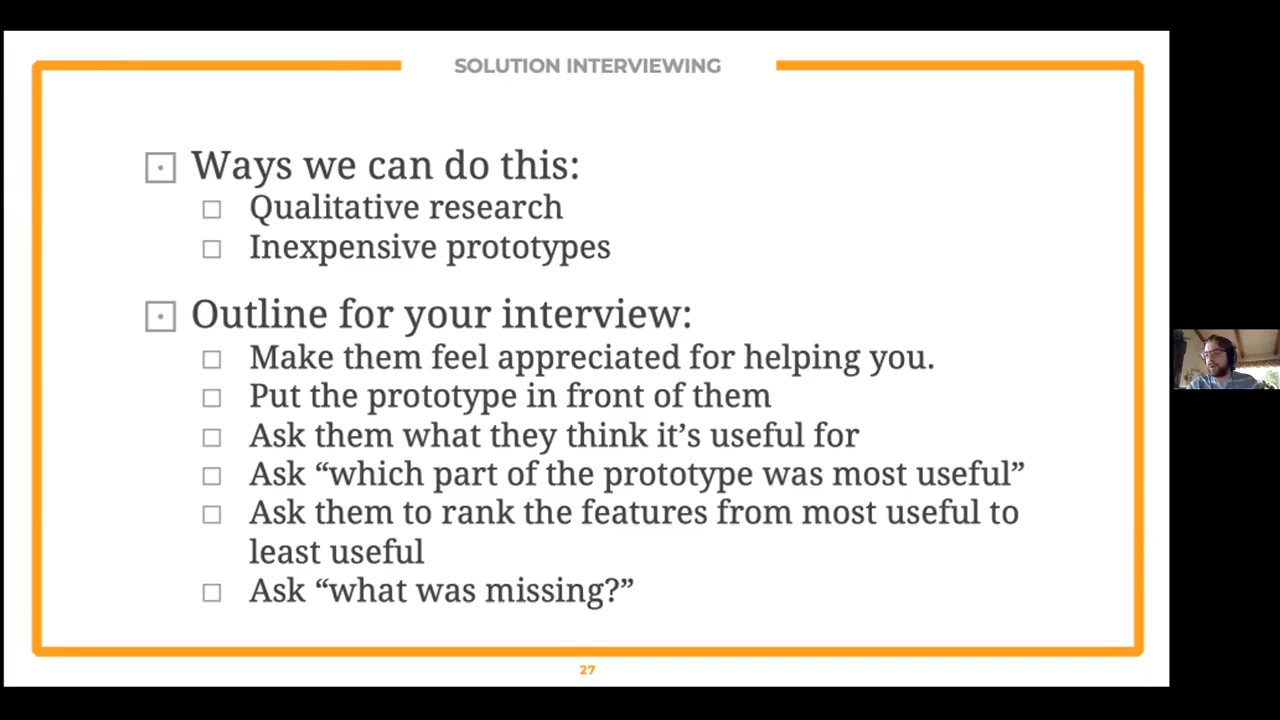 SOLUTION INTERVIEWING
Ways we can do this:
Qualitative research
Inexpensive prototypes
Outline for your interview:
Make them feel appreciated for helping you.
Put the prototype in front of them
Ask them what they think it’s useful for
Ask “which part of the prototype was most useful”
Ask them to rank the features from most useful to
least useful
Ask “what was missing?”
27